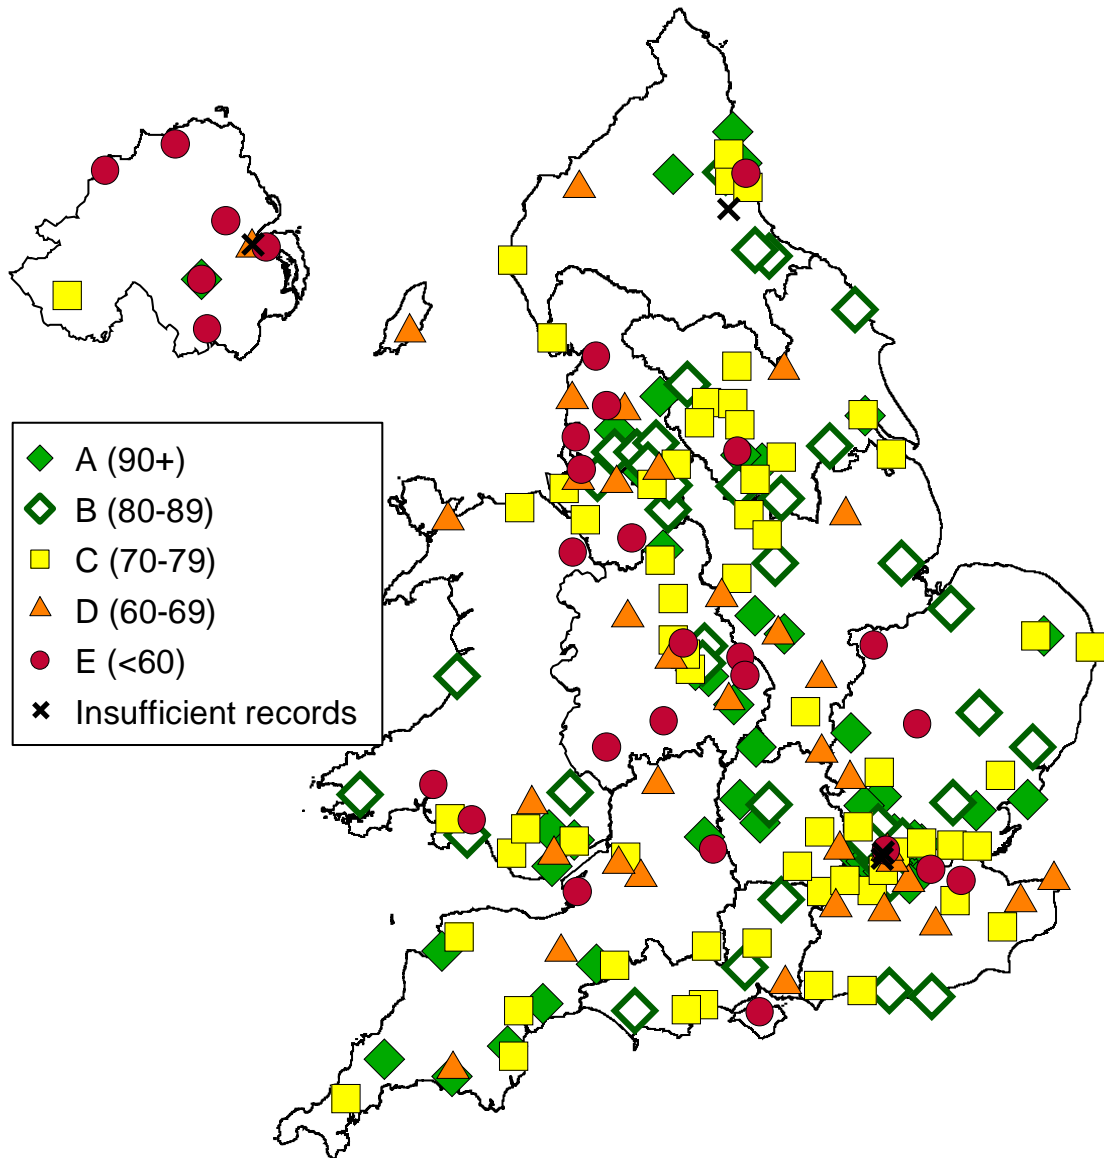 A (90+)
B (80-89)
C (70-79)
D (60-69)
E (<60)
Insufficient records